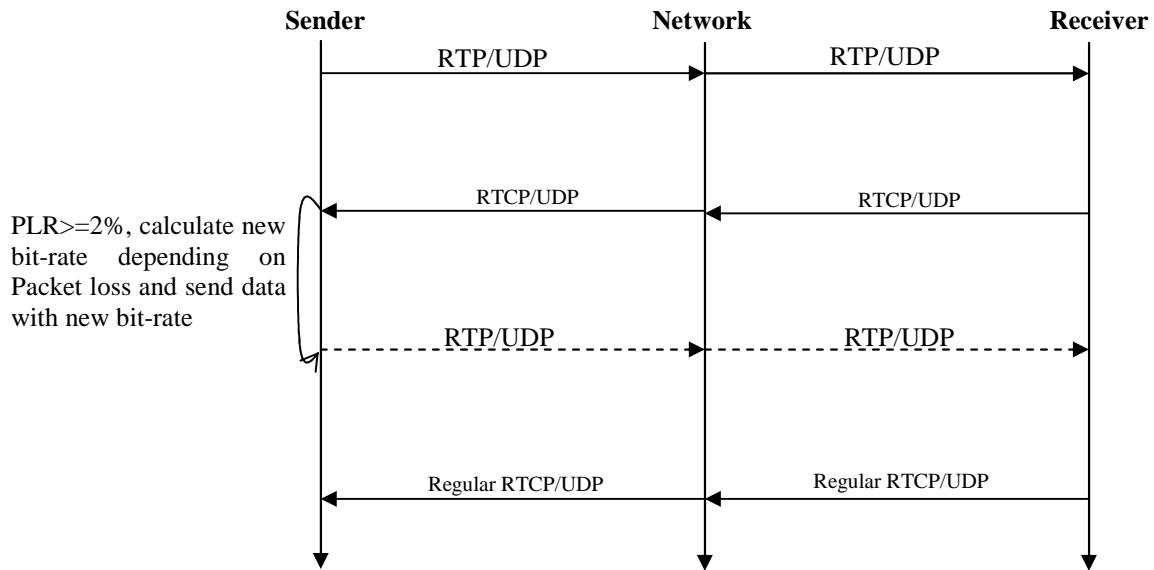 Sender Network Receiver
RTP/UDP RTP/UDP
RTCP/UDP RTCP/UDP
PLR>=2%, calculate new
bit-rate depending on
Packet loss and send data
with new bit-rate
RTP/UDP RTP/UDP
Regular RTCP/UDP Regular RTCP/UDP